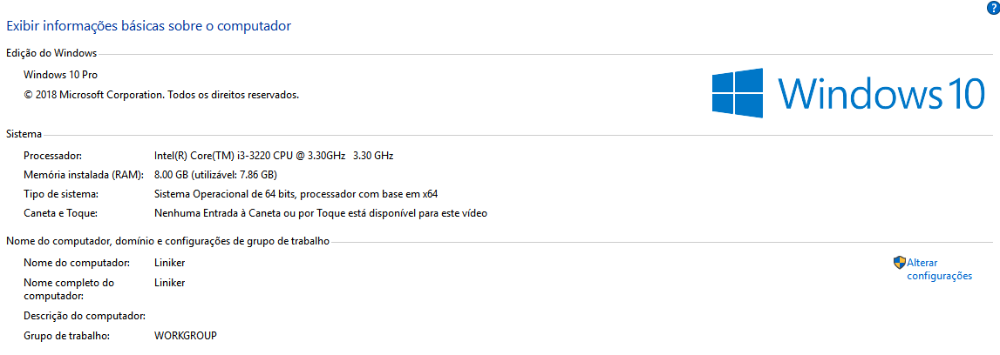 ?
Exibir informações básicas sobre o computador
Edição do Windows
Windows 10 Pro
© 2018 Microsoft Corporation. Todos os direitos reservados.
Windows 10
Sistema
Processador: Intel(R) Core(TM) i3-3220 CPU @ 3.30GHz 3.30 GHz
Memória instalada (RAM): 8.00 GB (utilizável: 7.86 GB)
Tipo de sistema: Sistema Operacional de 64 bits, processador com base em x64
Caneta e Toque: Nenhuma Entrada à Caneta ou por Toque está disponível para este vídeo
Nome do computador, domínio e configurações de grupo de trabalho
Nome do computador: Liniker
Alterar
configurações
Nome completo do
computador:
Liniker
Descrição do computador:
Grupo de trabalho: WORKGROUP